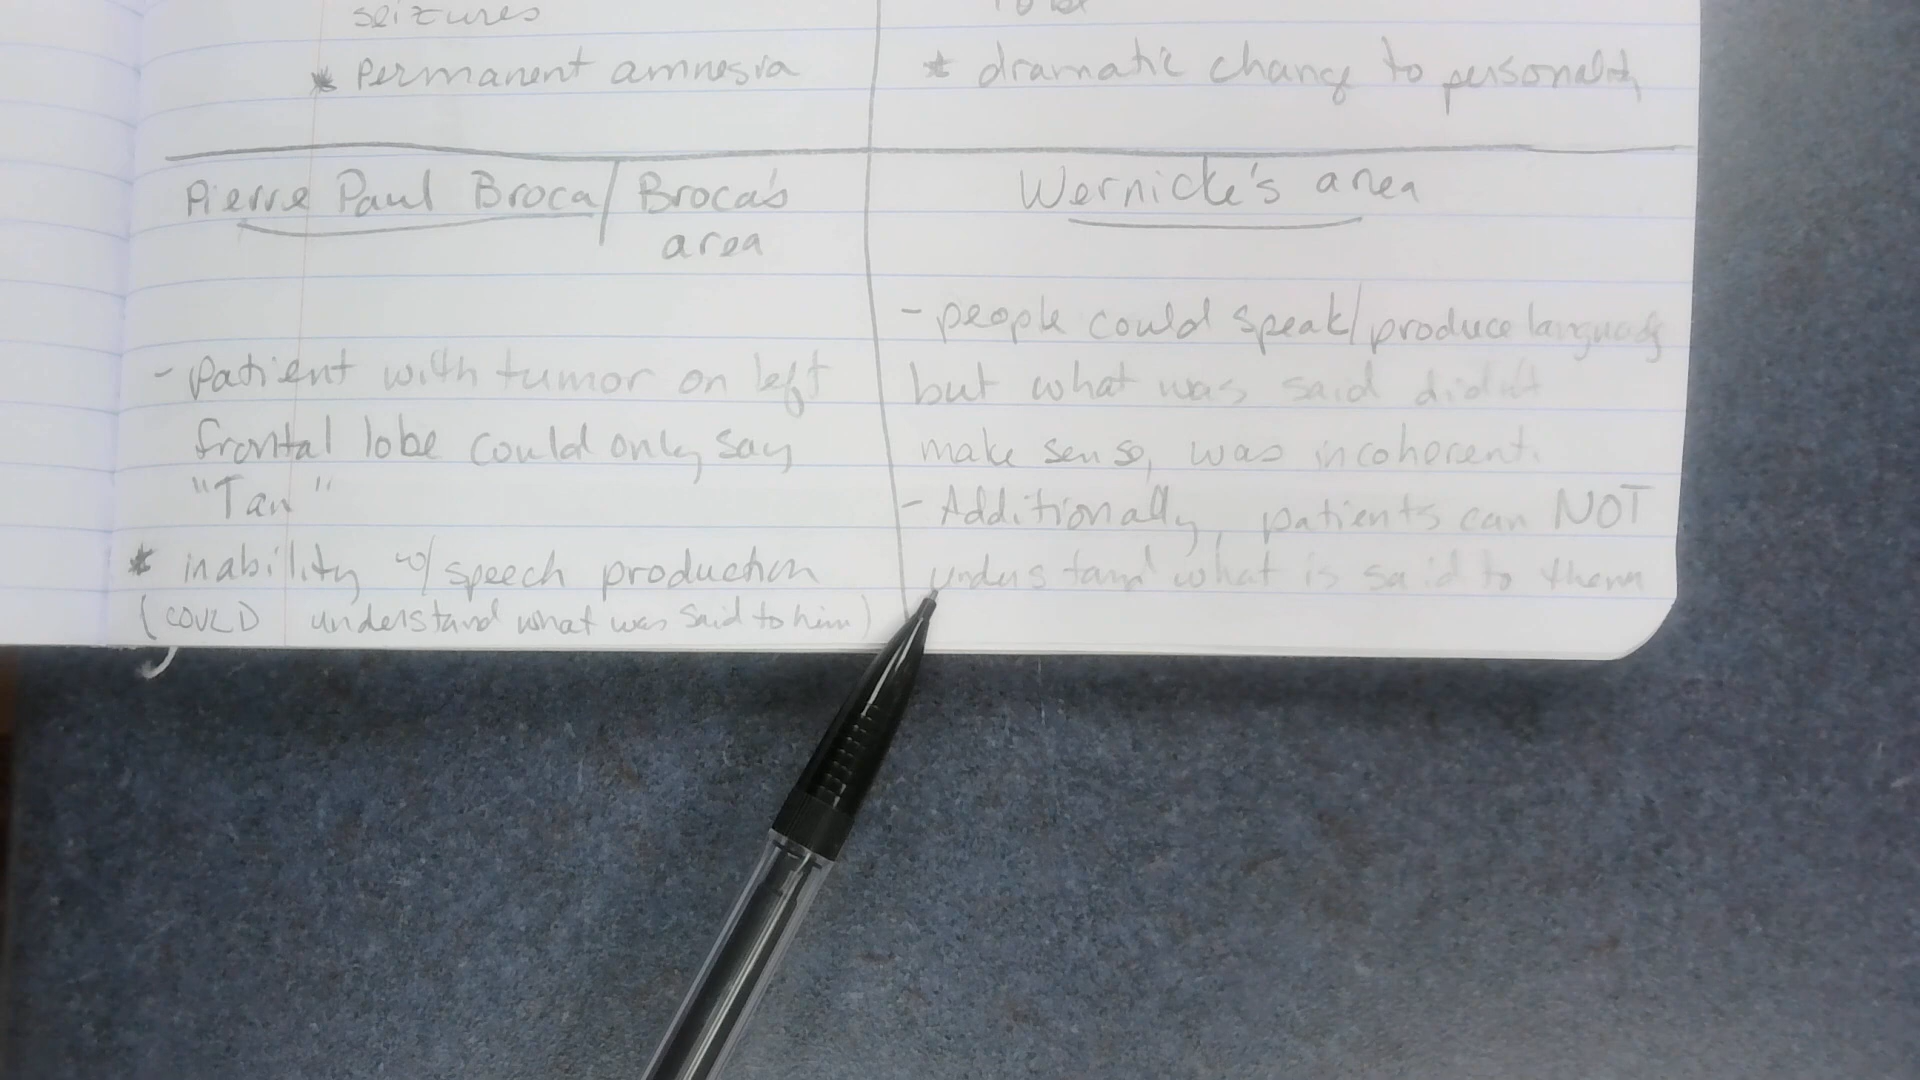 seizures
* permanent amnesia
* dramatic change to personality
Pierre Paul Broca/ Broca's
area
- patient with tumor on left
frontal lobe could only say
"Tan"
* inability w/ speech production
(COULD understand what was said to him)
Wernicke's area
- people could speak/produce language
but what was said didn't
make sense, was incoherent.
- Additionally, patients can NOT
understand what is said to them